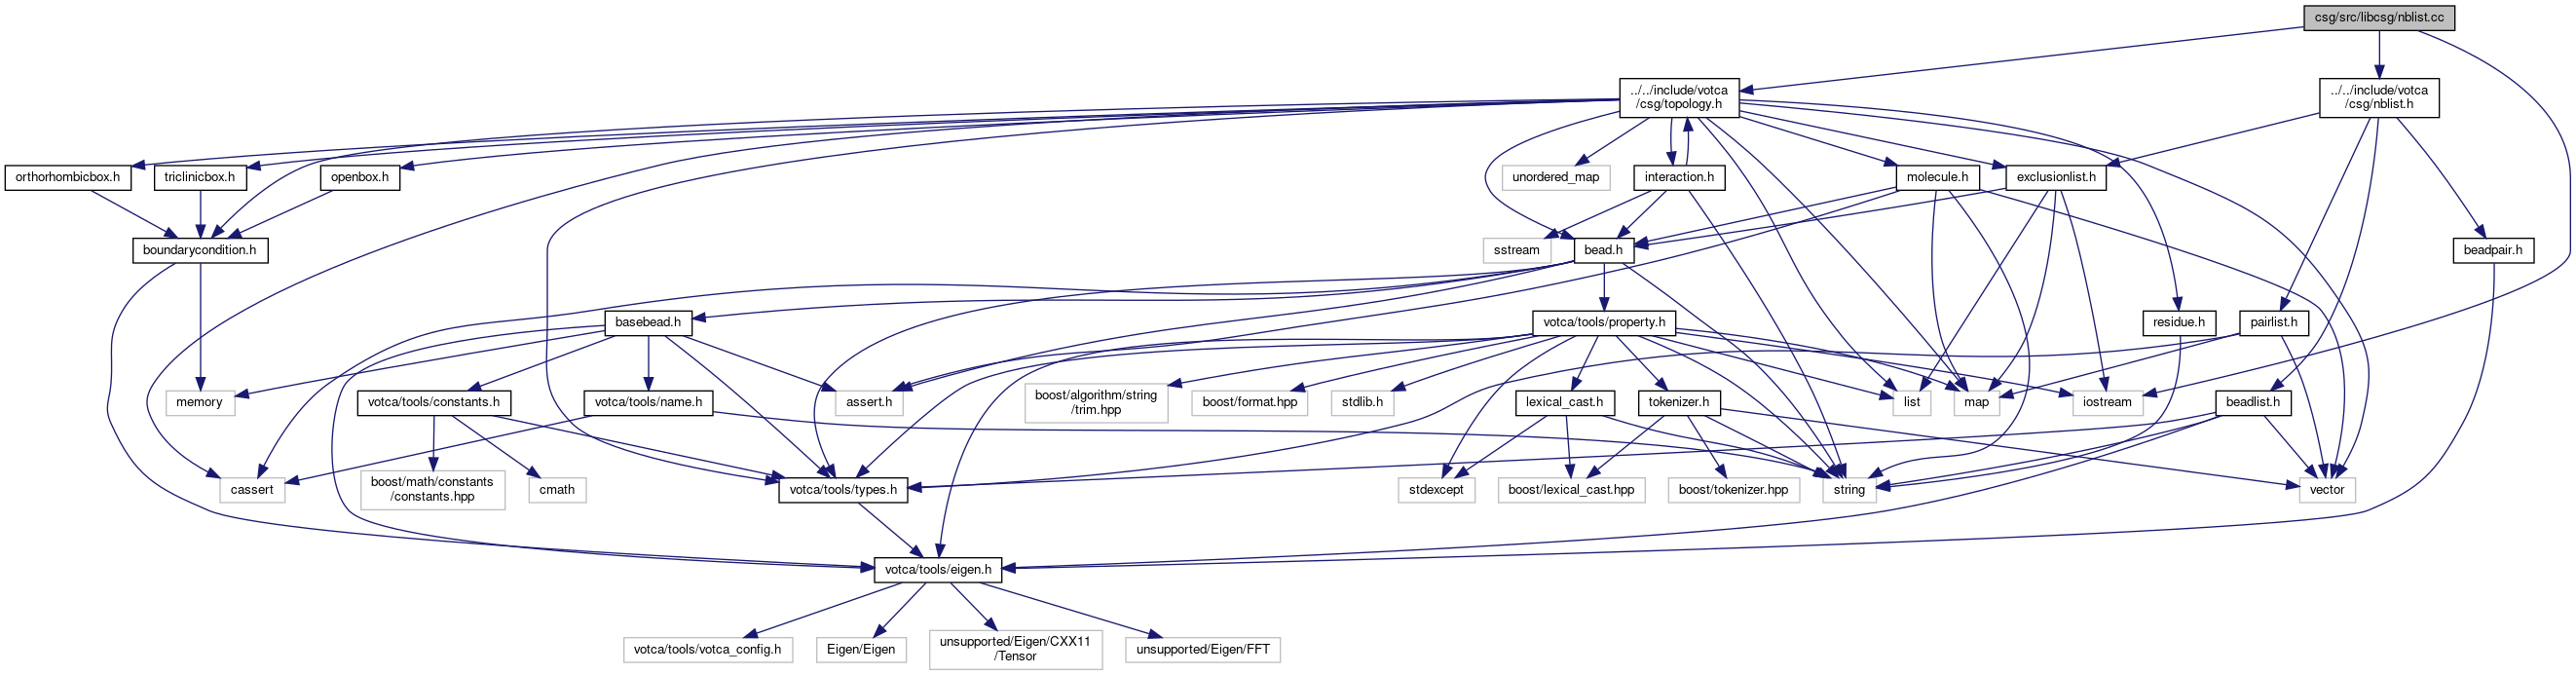 csg/src/libcsg/nblist.cc
../../include/votca
/csg/topology.h
../../include/votca
/csg/nblist.h
orthorhombicbox.h
triclinicbox.h
openbox.h
unordered_map
interaction.h
molecule.h
exclusionlist.h
boundarycondition.h
sstream
bead.h
beadpair.h
basebead.h
votca/tools/property.h
residue.h
pairlist.h
memory
votca/tools/constants.h
votca/tools/name.h
assert.h
boost/algorithm/string
/trim.hpp
boost/format.hpp
stdlib.h
lexical_cast.h
tokenizer.h
list
map
iostream
beadlist.h
cassert
boost/math/constants
/constants.hpp
cmath
votca/tools/types.h
stdexcept
boost/lexical_cast.hpp
boost/tokenizer.hpp
string
vector
votca/tools/eigen.h
votca/tools/votca_config.h
Eigen/Eigen
unsupported/Eigen/CXX11
/Tensor
unsupported/Eigen/FFT